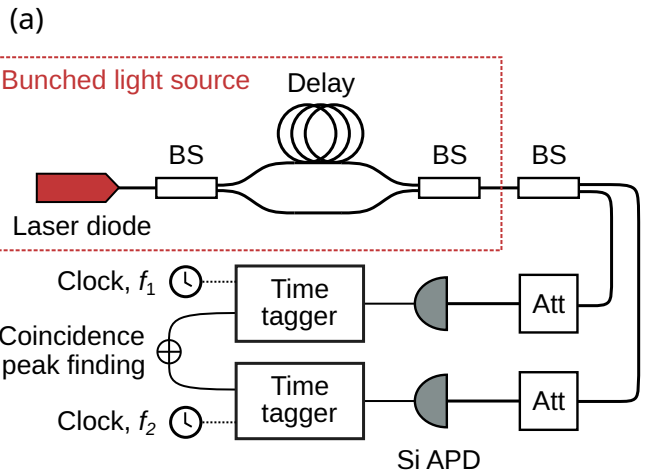 (a)
Bunched light source
Delay
BS
BS
BS
Laser diode
Clock, f₁
Time
tagger
Att
Coincidence
peak finding
Time
tagger
Att
Clock, f₂
Si APD